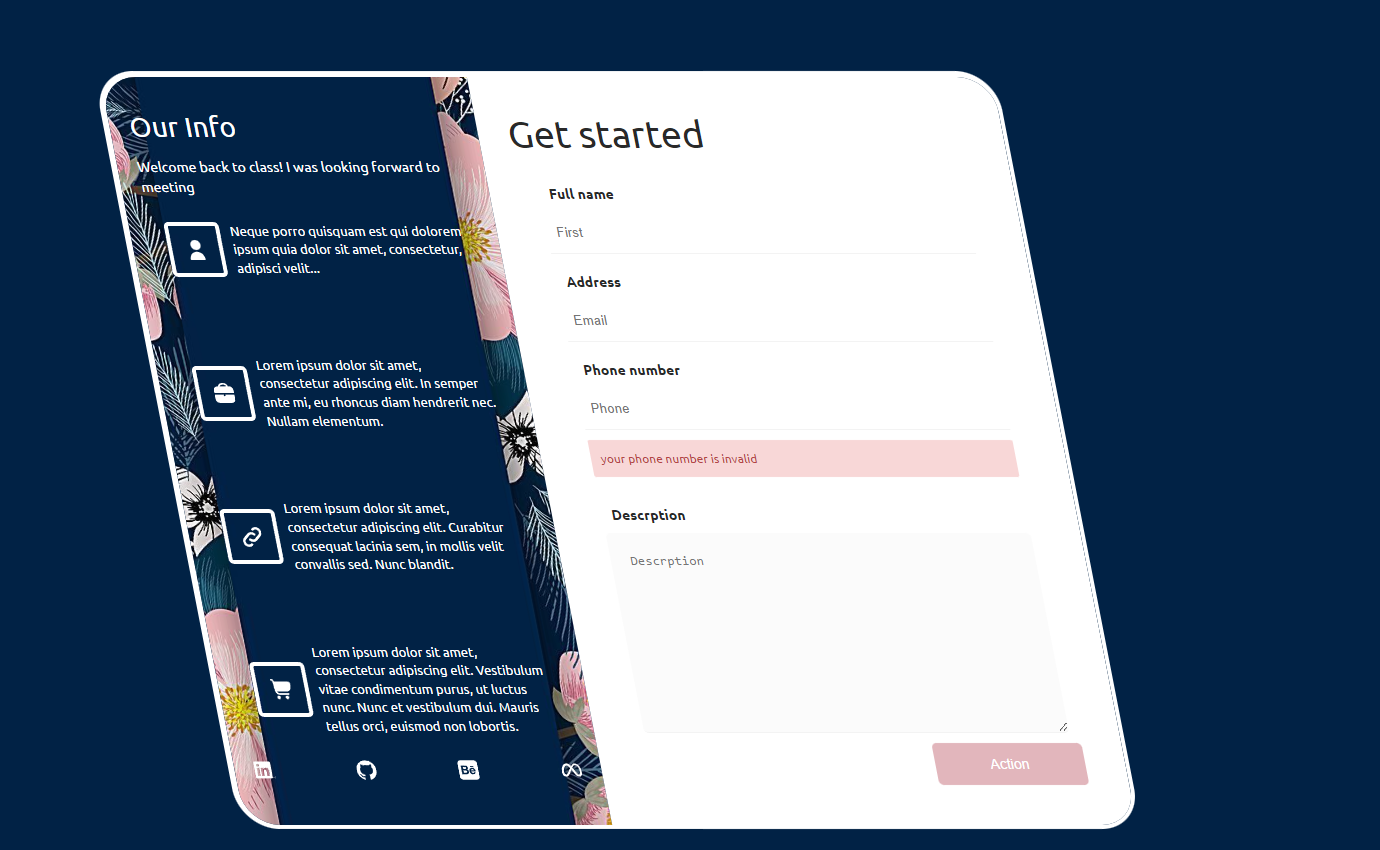 Our Info
Welcome back to class! I was looking forward to
meeting
Neque porro quisquam est qui dolorem
ipsum quia dolor sit amet, consectetur,
adipisci velit...
Lorem ipsum dolor sit amet,
consectetur adipiscing elit. In semper
ante mi, eu rhoncus diam hendrerit nec.
Nullam elementum.
Lorem ipsum dolor sit amet,
consectetur adipiscing elit. Curabitur
consequat lacinia sem, in mollis velit
convallis sed. Nunc blandit.
Lorem ipsum dolor sit amet,
consectetur adipiscing elit. Vestibulum
vitae condimentum purus, ut luctus
nunc. Nunc et vestibulum dui. Mauris
tellus orci, euismod non lobortis.
in
Bē
Get started
Full name
First
Address
Email
Phone number
Phone
your phone number is invalid
Descrption
Descrption
Action